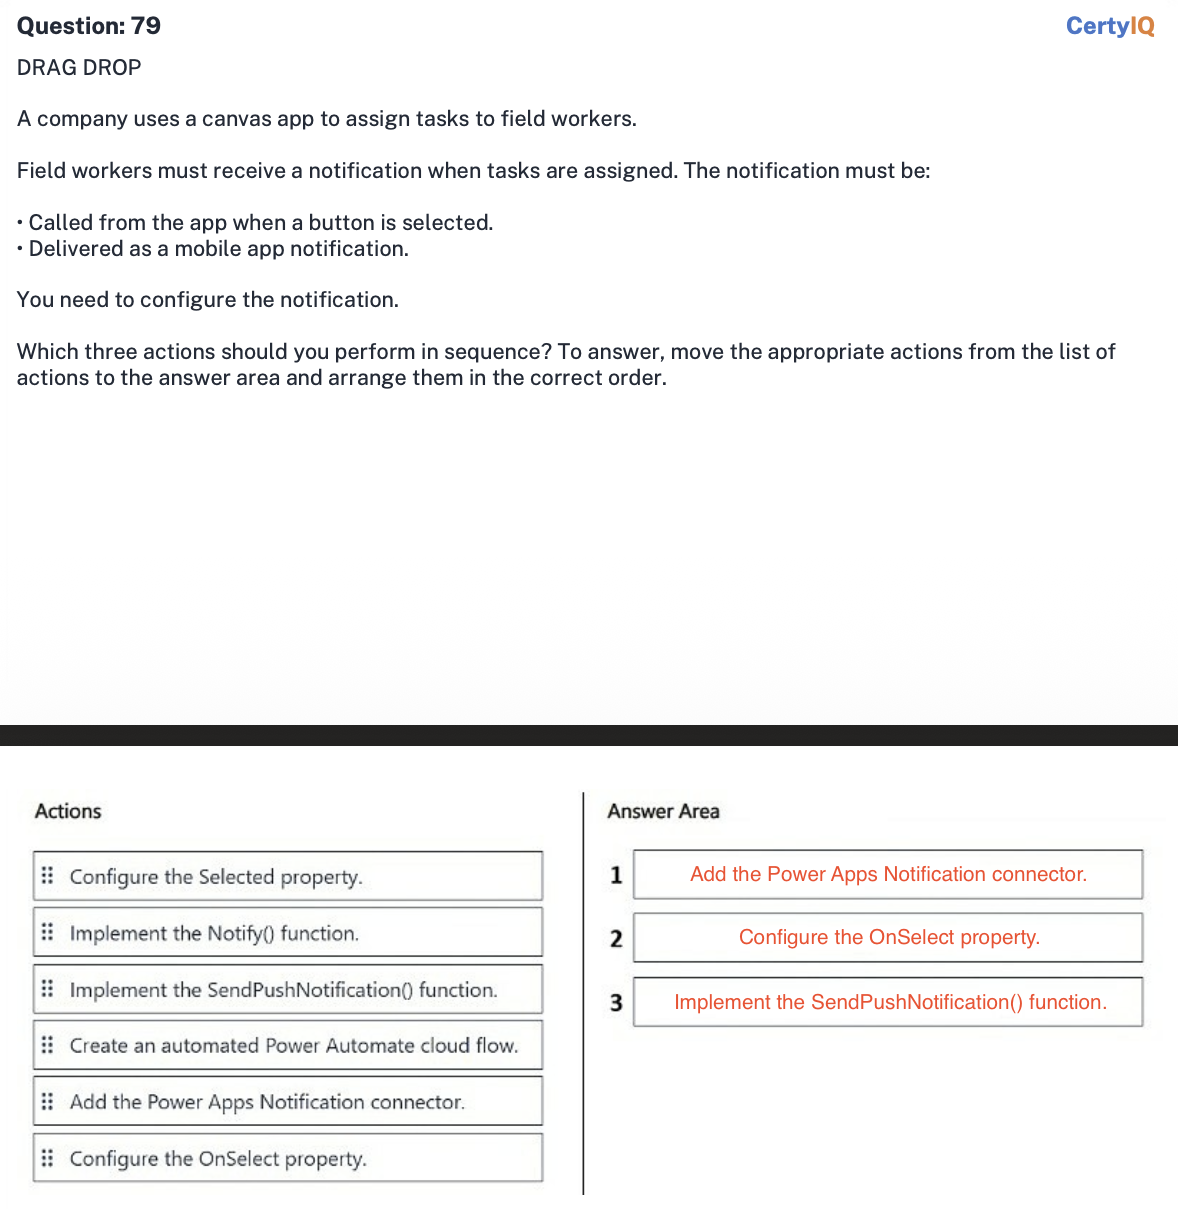 Question: 79
CertyIQ
DRAG DROP
A company uses a canvas app to assign tasks to field workers.
Field workers must receive a notification when tasks are assigned. The notification must be:
• Called from the app when a button is selected.
• Delivered as a mobile app notification.
You need to configure the notification.
Which three actions should you perform in sequence? To answer, move the appropriate actions from the list of
actions to the answer area and arrange them in the correct order.
Actions
Configure the Selected property.
Implement the Notify() function.
Implement the SendPushNotification() function.
Create an automated Power Automate cloud flow.
Add the Power Apps Notification connector.
Configure the OnSelect property.
Answer Area
1 Add the Power Apps Notification connector.
2 Configure the OnSelect property.
3 Implement the SendPushNotification() function.